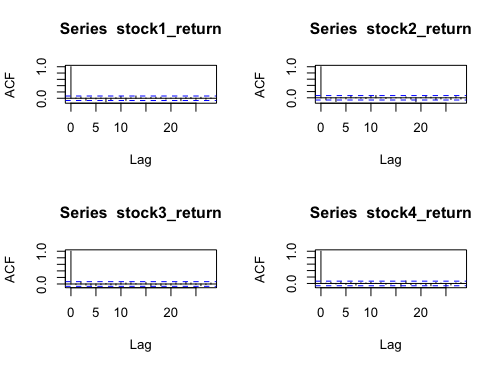 Series stock1_return
ACF
0.0 1.0
0 5 10 20
Lag
Series stock2_return
ACF
0.0 1.0
0 5 10 20
Lag
Series stock3_return
ACF
0.0 1.0
0 5 10 20
Lag
Series stock4_return
ACF
0.0 1.0
0 5 10 20
Lag